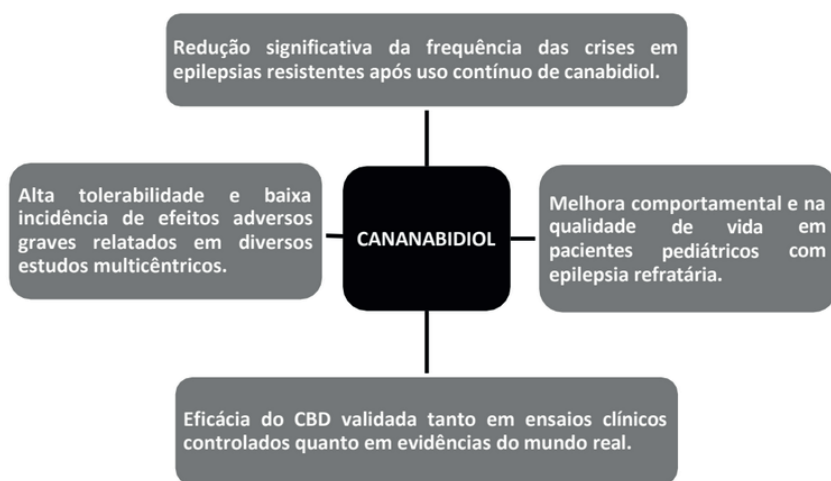 Redução significativa da frequência das crises em
epilepsias resistentes após uso contínuo de canabidiol.
Alta tolerabilidade e baixa
incidência de efeitos adversos
graves relatados em diversos
estudos multicêntricos.
CANANABIDIOL
Melhora comportamental e na
qualidade de vida em
pacientes pediátricos com
epilepsia refratária.
Eficácia do CBD validada tanto em ensaios clínicos
controlados quanto em evidências do mundo real.